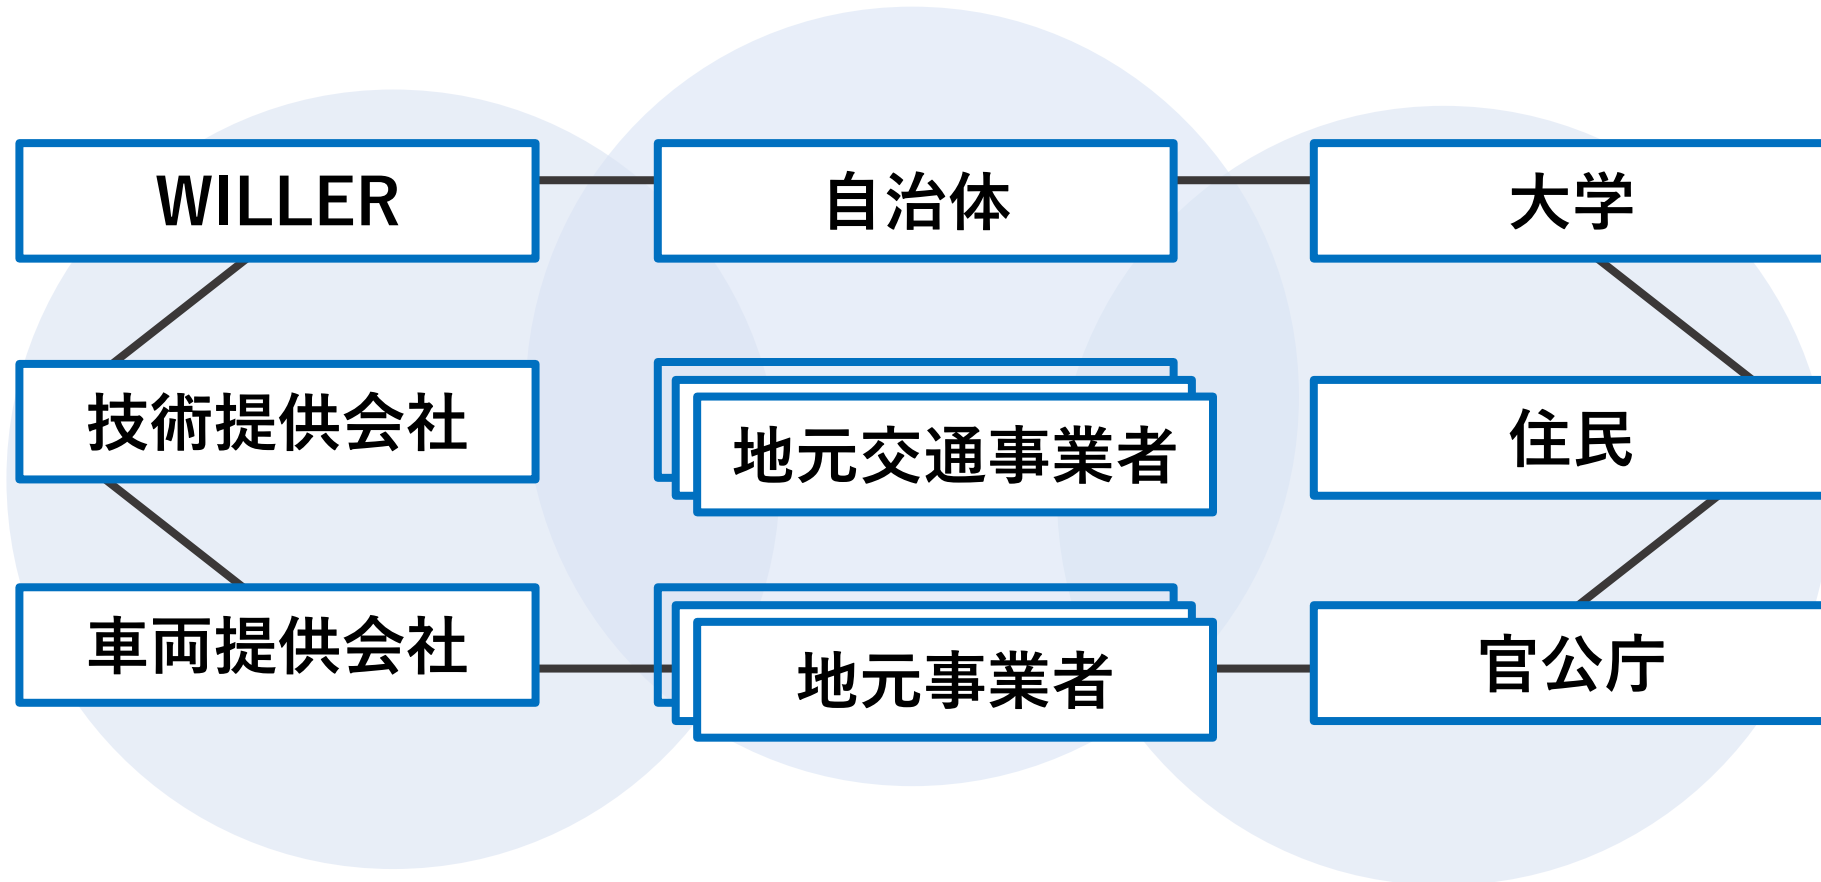 WILLER
自治体
大学
技術提供会社
地元交通事業者
住民
車両提供会社
地元事業者
官公庁